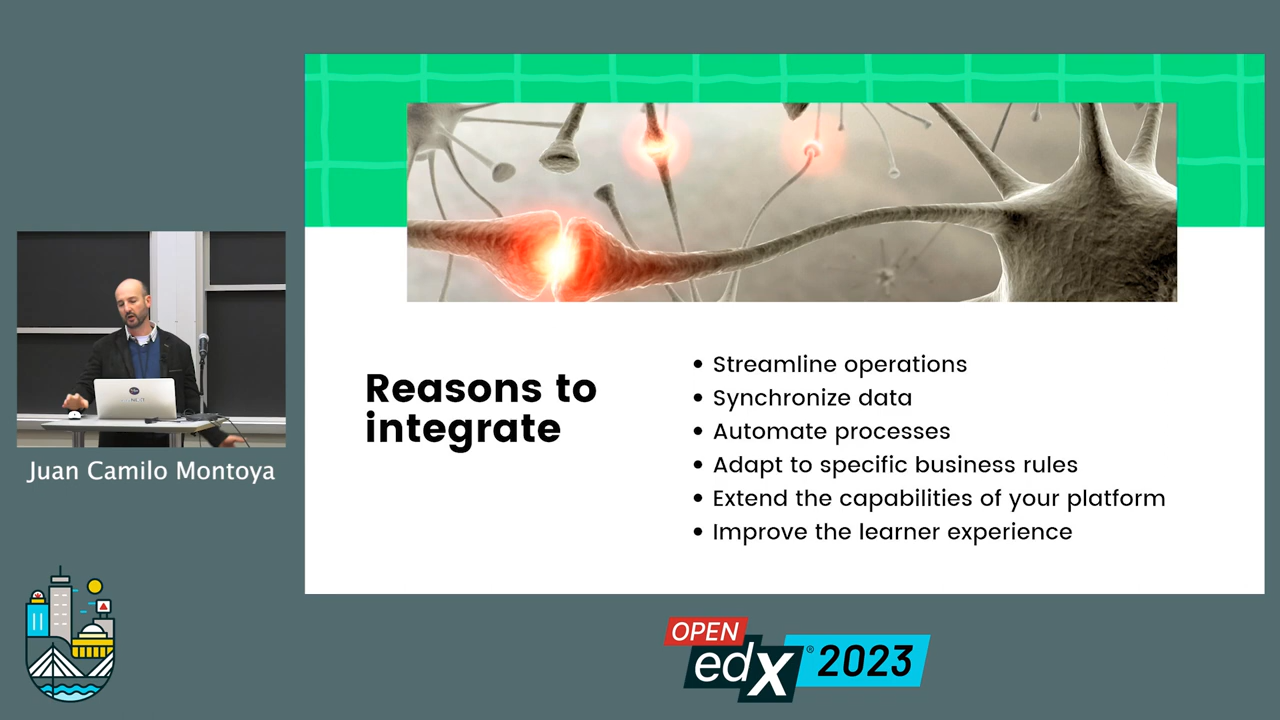 Reasons to
integrate
• Streamline operations
• Synchronize data
• Automate processes
• Adapt to specific business rules
• Extend the capabilities of your platform
• Improve the learner experience
Juan Camilo Montoya
OPEN
edX® 2023